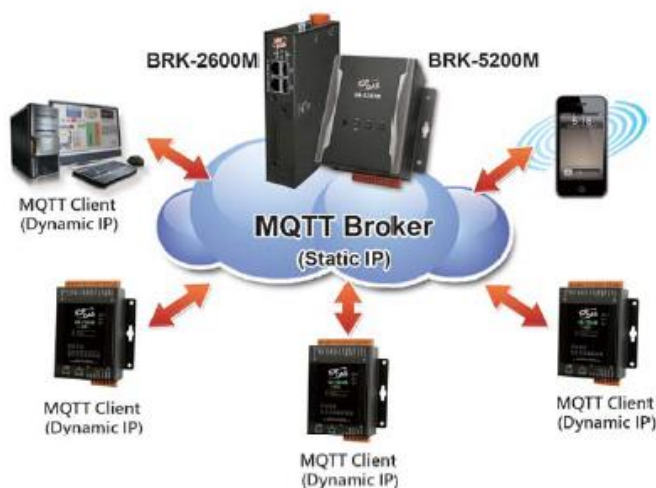 BRK-2600M
BRK-5200M
MQTT Client
(Dynamic IP)
MQTT Broker
(Static IP)
MQTT Client
(Dynamic IP)
MQTT Client
(Dynamic IP)
MQTT Client
(Dynamic IP)